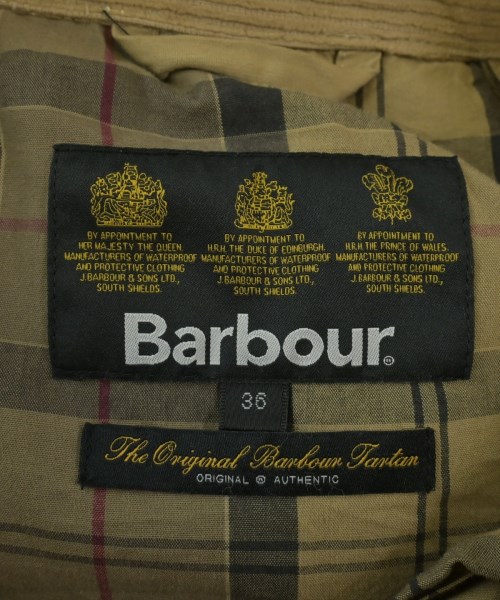 BY APPOINTMENT TO
HER MAJESTY THE QUEEN.
MANUFACTURERS OF WATERPROOF
AND PROTECTIVE CLOTHING
J.BARBOUR & SONS LTD.,
SOUTH SHIELDS.
BY APPOINTMENT TO
H.R.H. THE DUKE OF EDINBURGH.
MANUFACTURERS OF WATERPROOF
AND PROTECTIVE CLOTHING
J.BARBOUR & SONS LTD.,
SOUTH SHIELDS.
BY APPOINTMENT TO
H.R.H. THE PRINCE OF WALES.
MANUFACTURERS OF WATERPROOF
AND PROTECTIVE CLOTHING
J.BARBOUR & SONS LTD.,
SOUTH SHIELDS.
Barbour®
36
The Original Barbour Tartan
ORIGINAL ® AUTHENTIC